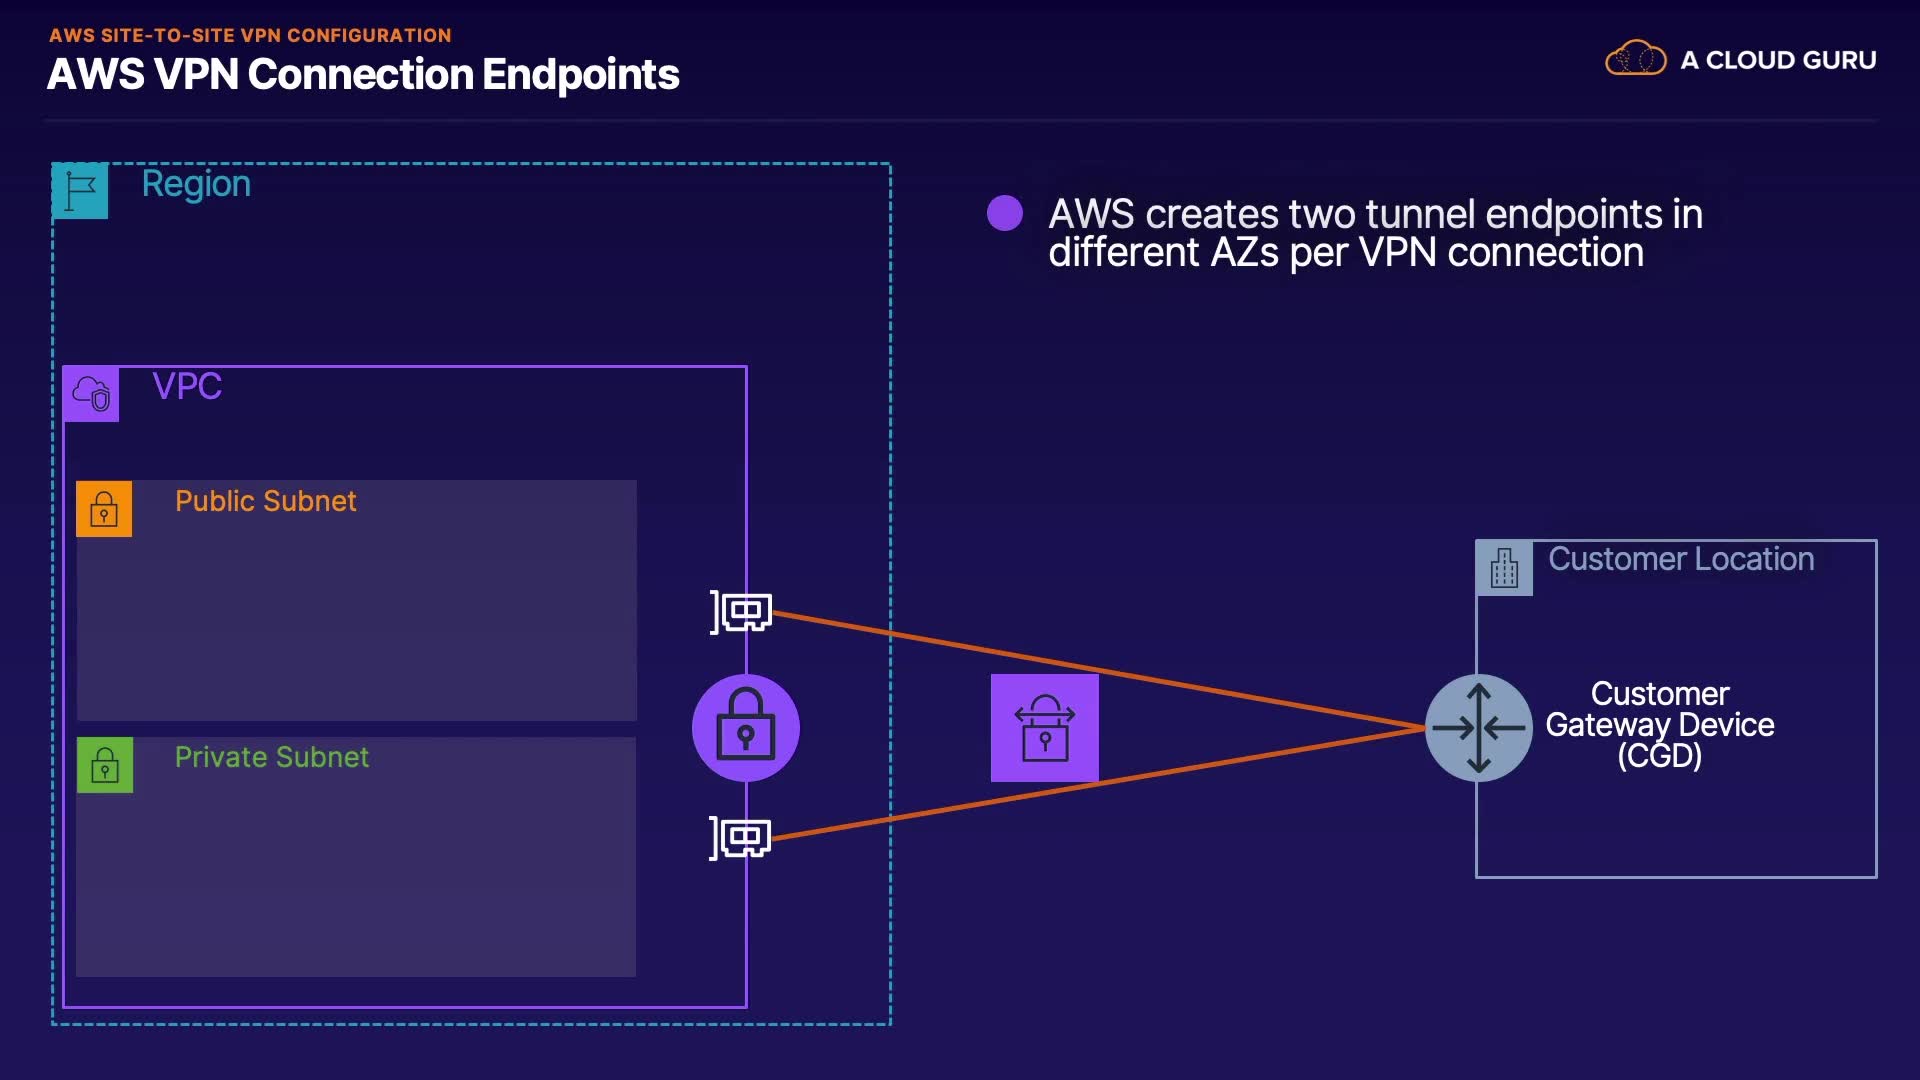 AWS SITE-TO-SITE VPN CONFIGURATION
AWS VPN Connection Endpoints
A CLOUD GURU
Region
AWS creates two tunnel endpoints in
different AZs per VPN connection
VPC
Public Subnet
Private Subnet
Customer Location
Customer
Gateway Device
(CGD)